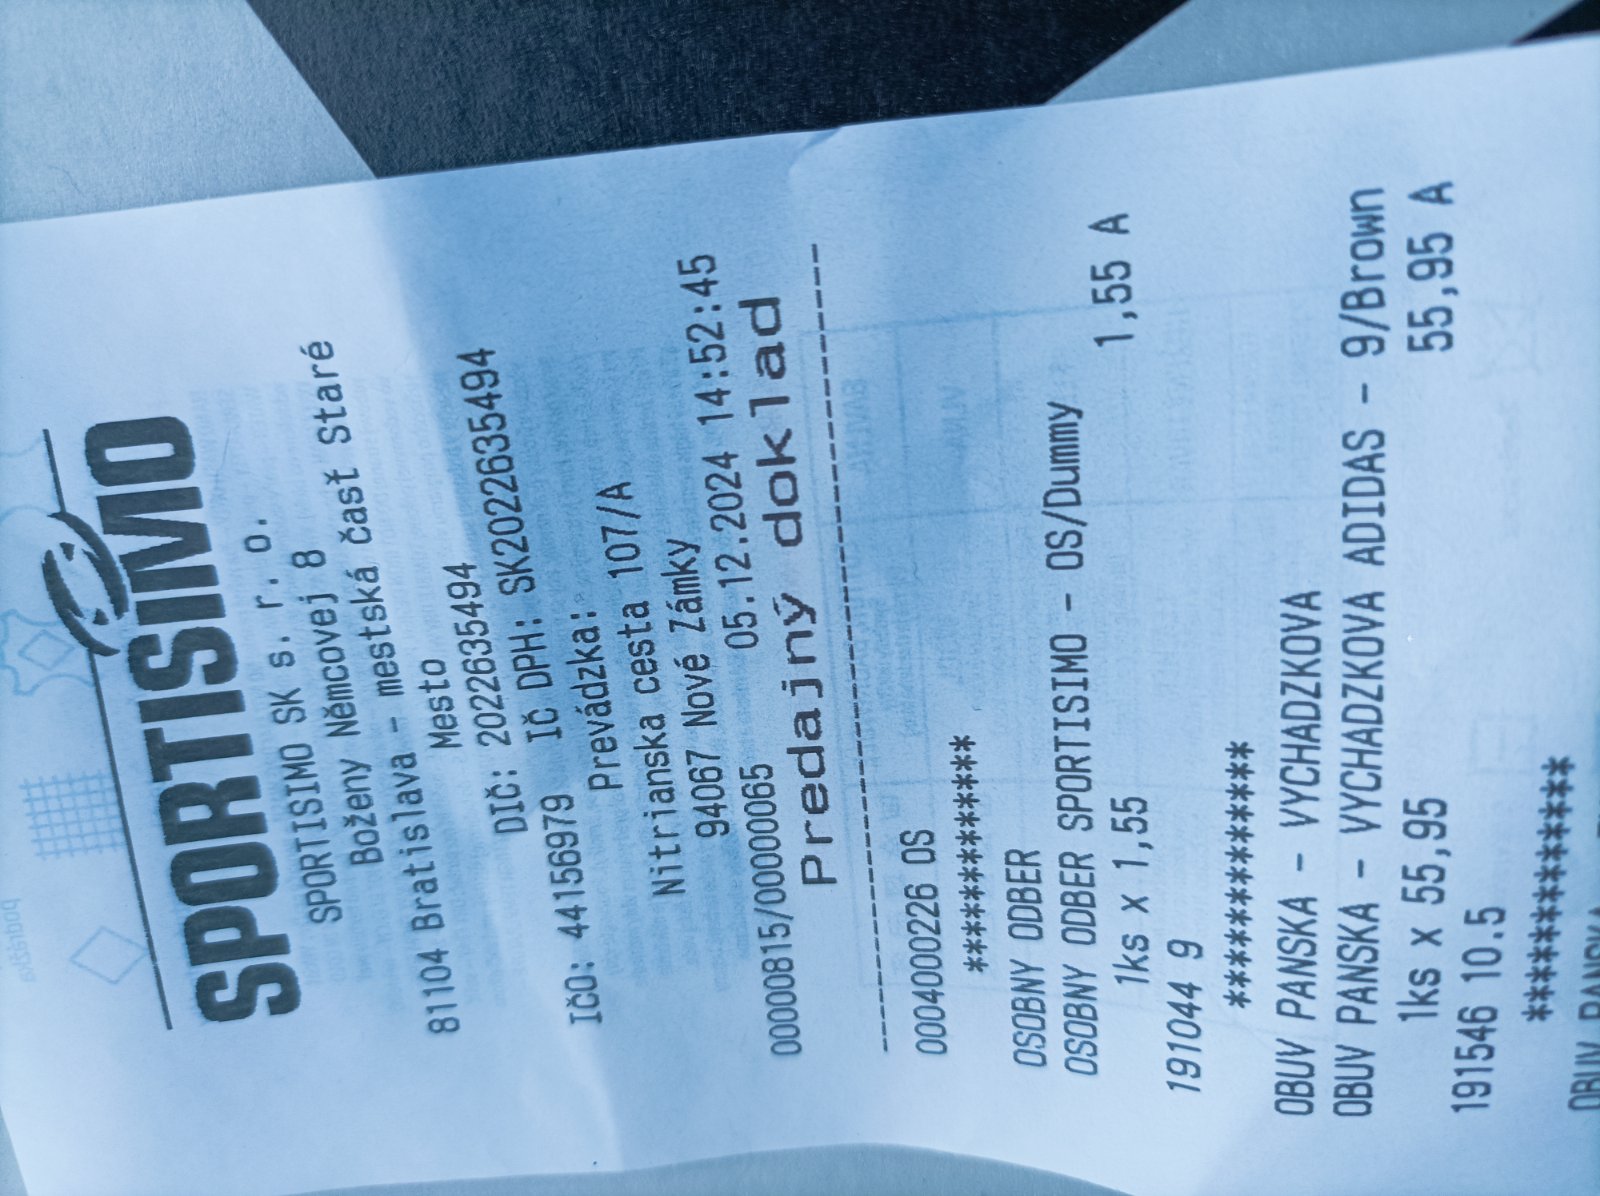 SPORTISIMO
SPORTISIMO SK s. r. o.
Boženy Němcovej 8
81104 Bratislava - mestská časť Staré
Mesto
DIČ: 2022635494
IČO: 44156979 IČ DPH: SK2022635494
Prevádzka:
Nitrianska cesta 107/A
94067 Nové Zámky
00000815/00000065 05.12.2024 14:52:45
Predajný doklad
--------------------------------------
0004000226 OS
***********
OSOBNY ODBER
OSOBNY ODBER SPORTISIMO - OS/Dummy
1ks x 1,55 1,55 A
191044 9
************
OBUV PANSKA - VYCHADZKOVA
OBUV PANSKA - VYCHADZKOVA ADIDAS - 9/Brown
1ks x 55,95 55,95 A
191546 10.5
************
OBUV PANSKA -